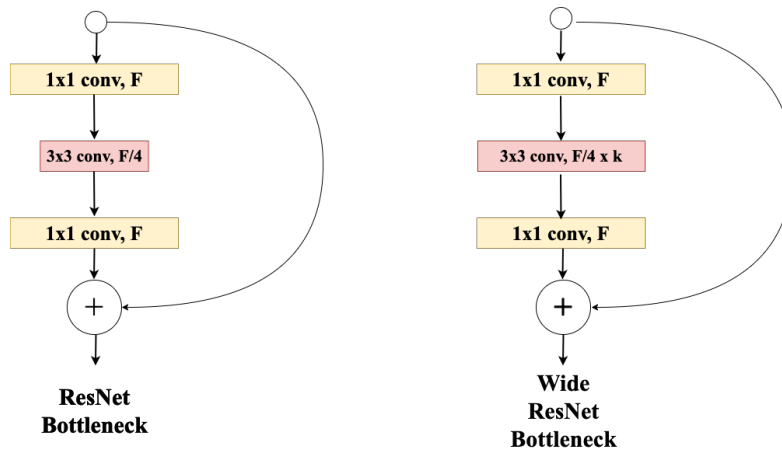 1x1 conv, F
3x3 conv, F/4
1x1 conv, F
+
ResNet
Bottleneck
1x1 conv, F
3x3 conv, F/4 x k
1x1 conv, F
+
Wide
ResNet
Bottleneck